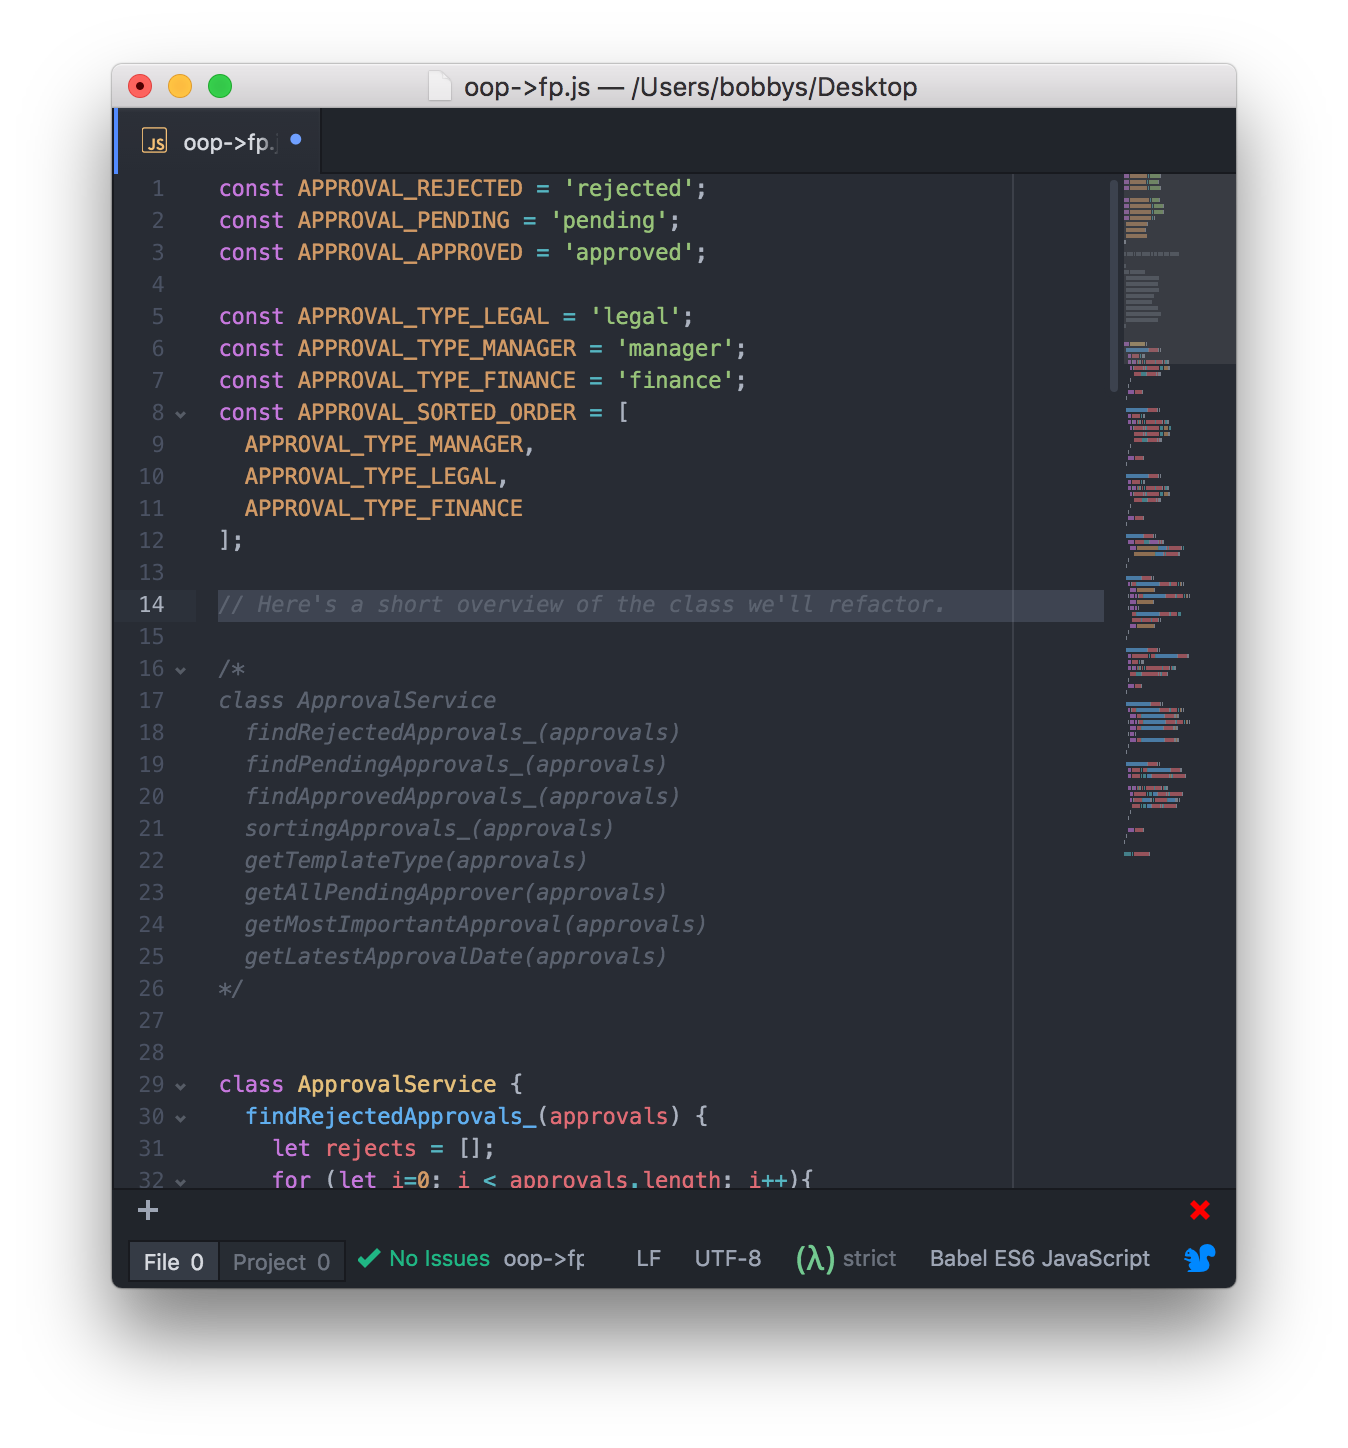 oop->fp.js — /Users/bobbys/Desktop
JS oop->fp.j
1 const APPROVAL_REJECTED = 'rejected';
2 const APPROVAL_PENDING = 'pending';
3 const APPROVAL_APPROVED = 'approved';
4
5 const APPROVAL_TYPE_LEGAL = 'legal';
6 const APPROVAL_TYPE_MANAGER = 'manager';
7 const APPROVAL_TYPE_FINANCE = 'finance';
8 const APPROVAL_SORTED_ORDER = [
9 APPROVAL_TYPE_MANAGER,
10 APPROVAL_TYPE_LEGAL,
11 APPROVAL_TYPE_FINANCE
12 ];
13
14 // Here's a short overview of the class we'll refactor.
15
16 /*
17 class ApprovalService
18 findRejectedApprovals_(approvals)
19 findPendingApprovals_(approvals)
20 findApprovedApprovals_(approvals)
21 sortingApprovals_(approvals)
22 getTemplateType(approvals)
23 getAllPendingApprover(approvals)
24 getMostImportantApproval(approvals)
25 getLatestApprovalDate(approvals)
26 */
27
28
29 class ApprovalService {
30 findRejectedApprovals_(approvals) {
31 let rejects = [];
32 for (let i=0; i < approvals.length; i++){
File 0 Project 0 No Issues oop->fp LF UTF-8 (λ) strict Babel ES6 JavaScript